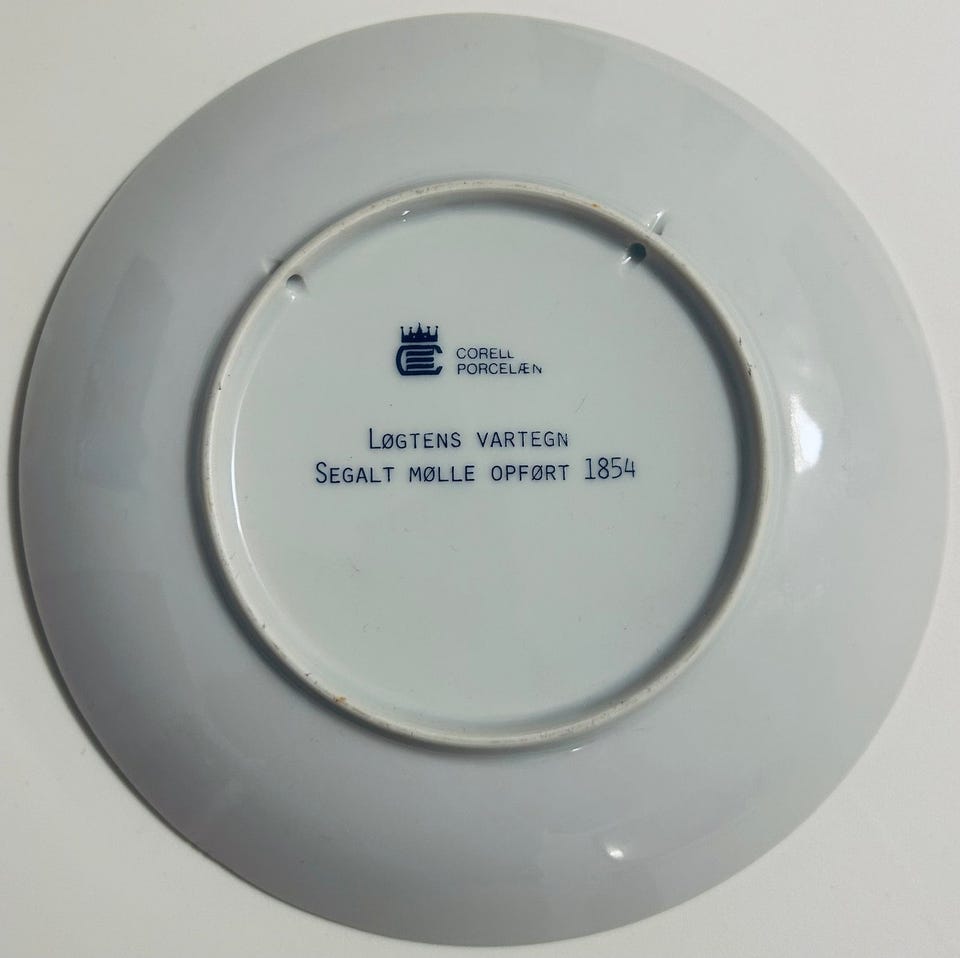 CORELL
PORCELÆN
LØGTENS VARTEGN
SEGALT MØLLE OPFØRT 1854